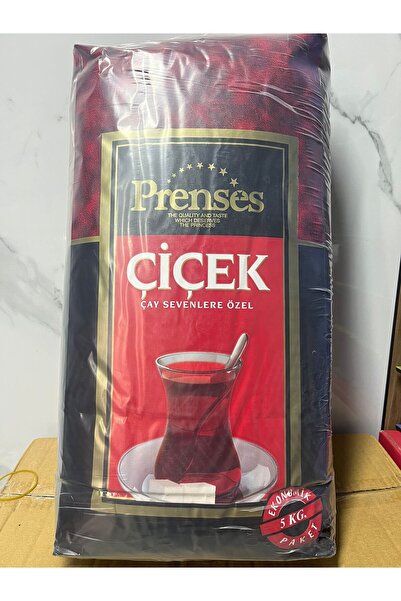 Prenses
THE QUALITY AND TASTE
WHICH DESERVES
THE PRINCESS
ÇİÇEK
ÇAY SEVENLERE ÖZEL
EKONOMİK
5 KG.
PAKET